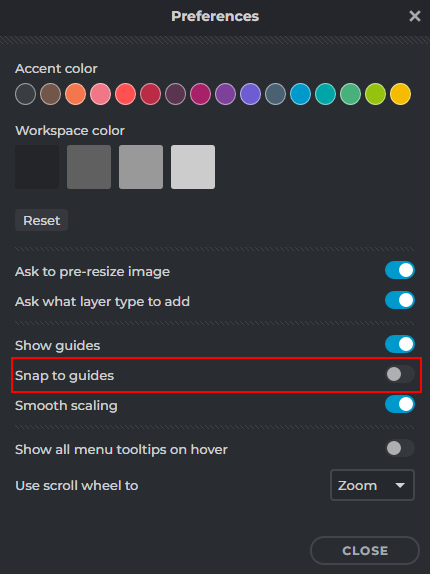 Preferences
Accent color
Workspace color
Reset
Ask to pre-resize image
Ask what layer type to add
Show guides
Snap to guides
Smooth scaling
Show all menu tooltips on hover
Use scroll wheel to Zoom
CLOSE